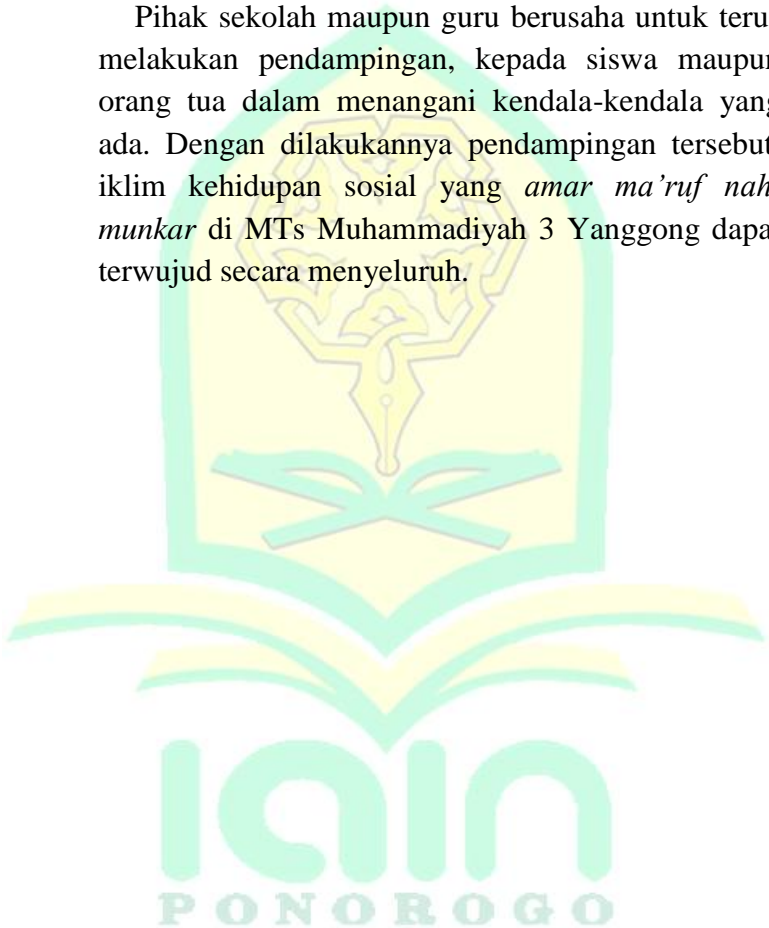 Pihak sekolah maupun guru berusaha untuk teru
melakukan pendampingan, kepada siswa maupun
orang tua dalam menangani kendala-kendala yang
ada. Dengan dilakukannya pendampingan tersebut
iklim kehidupan sosial yang amar ma’ruf nah
munkar di MTs Muhammadiyah 3 Yanggong dapa
terwujud secara menyeluruh.
iain
PONOROGO